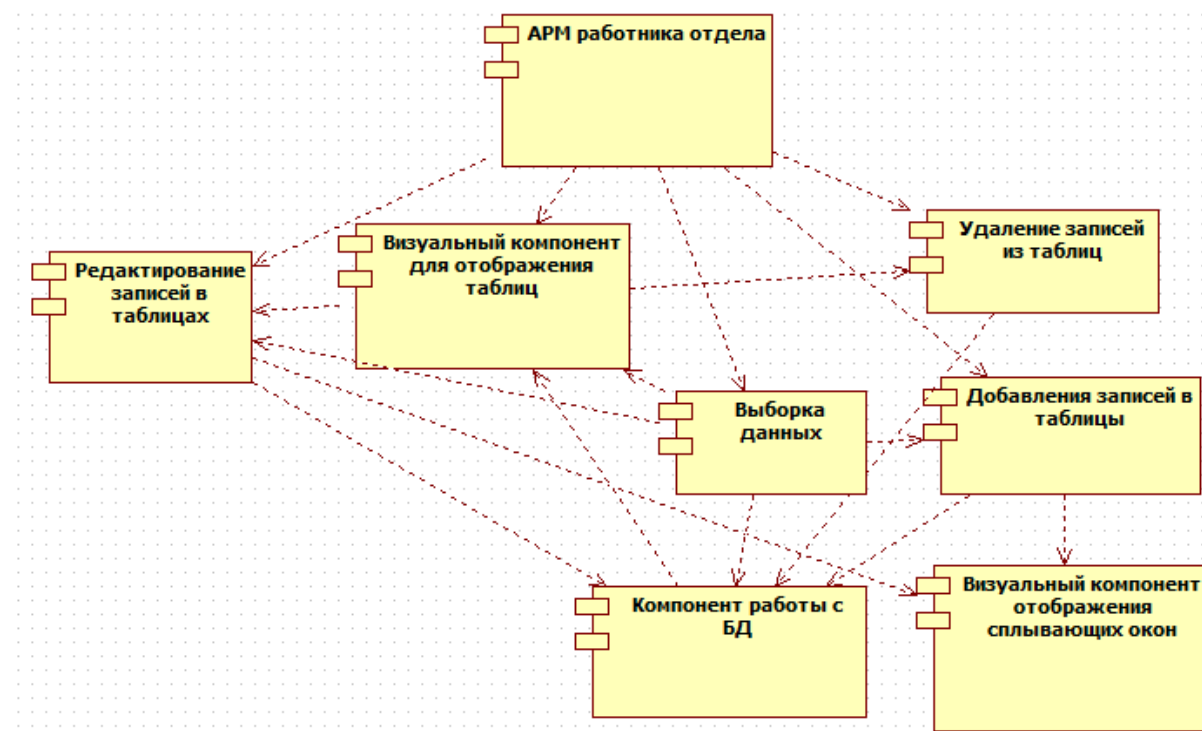 АРМ работника отдела
Визуальный компонент
для отображения
таблиц
Удаление записей
из таблиц
Редактирование
записей в
таблицах
Выборка
данных
Добавления записей в
таблицы
Компонент работы с
БД
Визуальный компонент
отображения
сплывающих окон